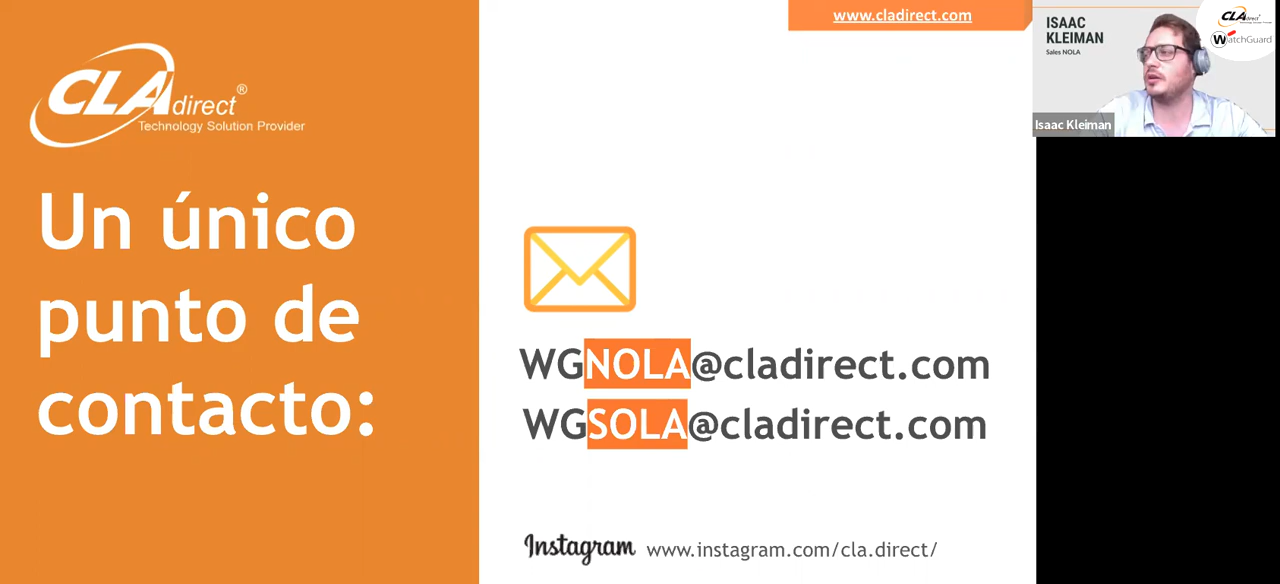 www.cladirect.com
CLAdirect®
Technology Solution Provider
Un único
punto de
contacto:
WGNOLA@cladirect.com
WGSOLA@cladirect.com
Instagram www.instagram.com/cla.direct/
ISAAC
KLEIMAN
Sales NOLA
CLAdirect®
WatchGuard
Isaac Kleiman